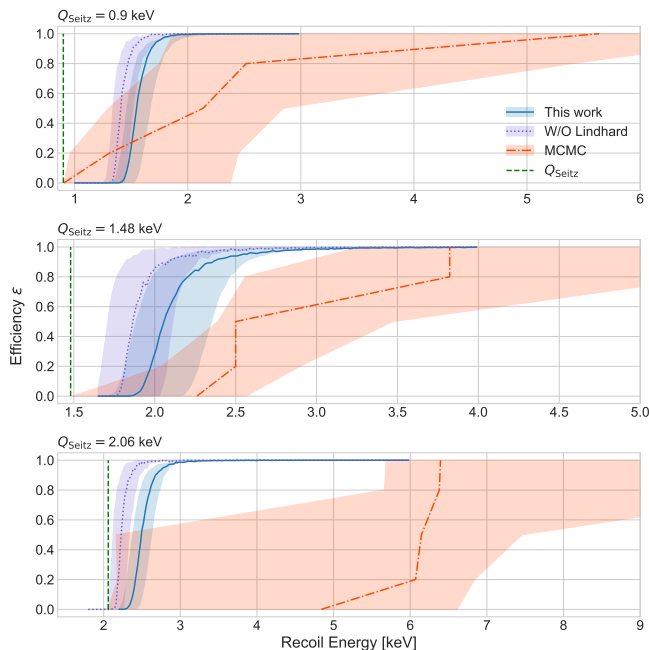 Q_Seitz = 0.9 keV
1.0
0.8
0.6
0.4
0.2
0.0
This work
W/O Lindhard
MCMC
Q_Seitz
1 2 3 4 5 6
Q_Seitz = 1.48 keV
1.0
0.8
0.6
0.4
0.2
0.0
Efficiency ε
1.5 2.0 2.5 3.0 3.5 4.0 4.5 5.0
Q_Seitz = 2.06 keV
1.0
0.8
0.6
0.4
0.2
0.0
2 3 4 5 6 7 8 9
Recoil Energy [keV]